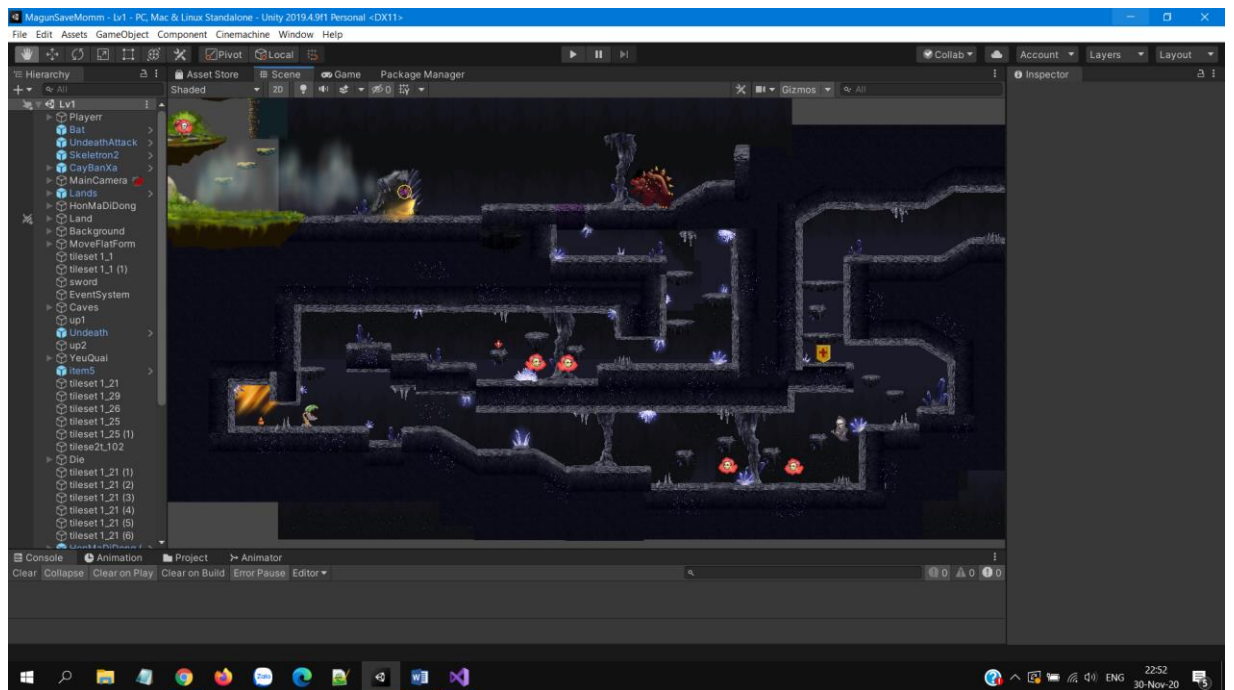 MagunSaveMomm - Lv1 - PC, Mac & Linux Standalone - Unity 2019.4.9f1 Personal <DX11>
File Edit Assets GameObject Component Cinemachine Window Help
Pivot Local Collab Account Layers Layout
Hierarchy Asset Store Scene Game Package Manager Inspector
All Shaded 2D 0 Gizmos All
Lv1
Playerr
Bat
UndeathAttack
Skeletron2
CayBanXa
MainCamera
Lands
HonMaDiDong
Land
Background
MoveFlatForm
tileset 1_1
tileset 1_1 (1)
sword
EventSystem
Caves
up1
Undeath
up2
YeuQuai
item5
tileset 1_21
tileset 1_29
tileset 1_26
tileset 1_25
tileset 1_25 (1)
tilese2t_102
Die
tileset 1_21 (1)
tileset 1_21 (2)
tileset 1_21 (3)
tileset 1_21 (4)
tileset 1_21 (5)
tileset 1_21 (6)
Console Animation Project Animator
Clear Collapse Clear on Play Clear on Build Error Pause Editor 0 0 0
Zalo ENG 22:52
30-Nov-20 5